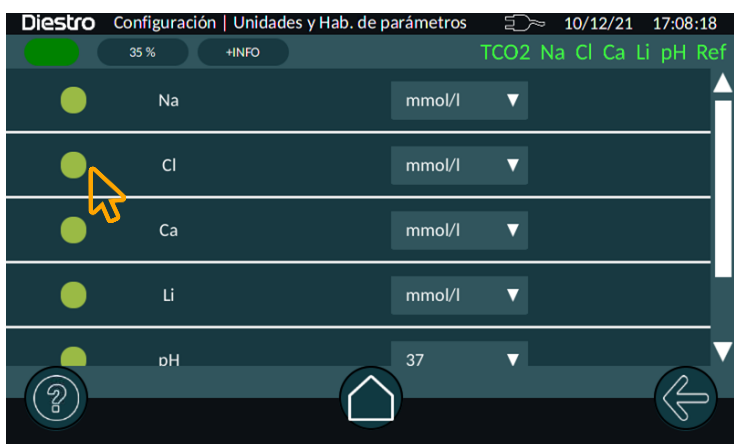 Diestro Configuración | Unidades y Hab. de parámetros 10/12/21 17:08:18
35 % +INFO TCO2 Na Cl Ca Li pH Ref
Na mmol/l
Cl mmol/l
Ca mmol/l
Li mmol/l
pH 37
?